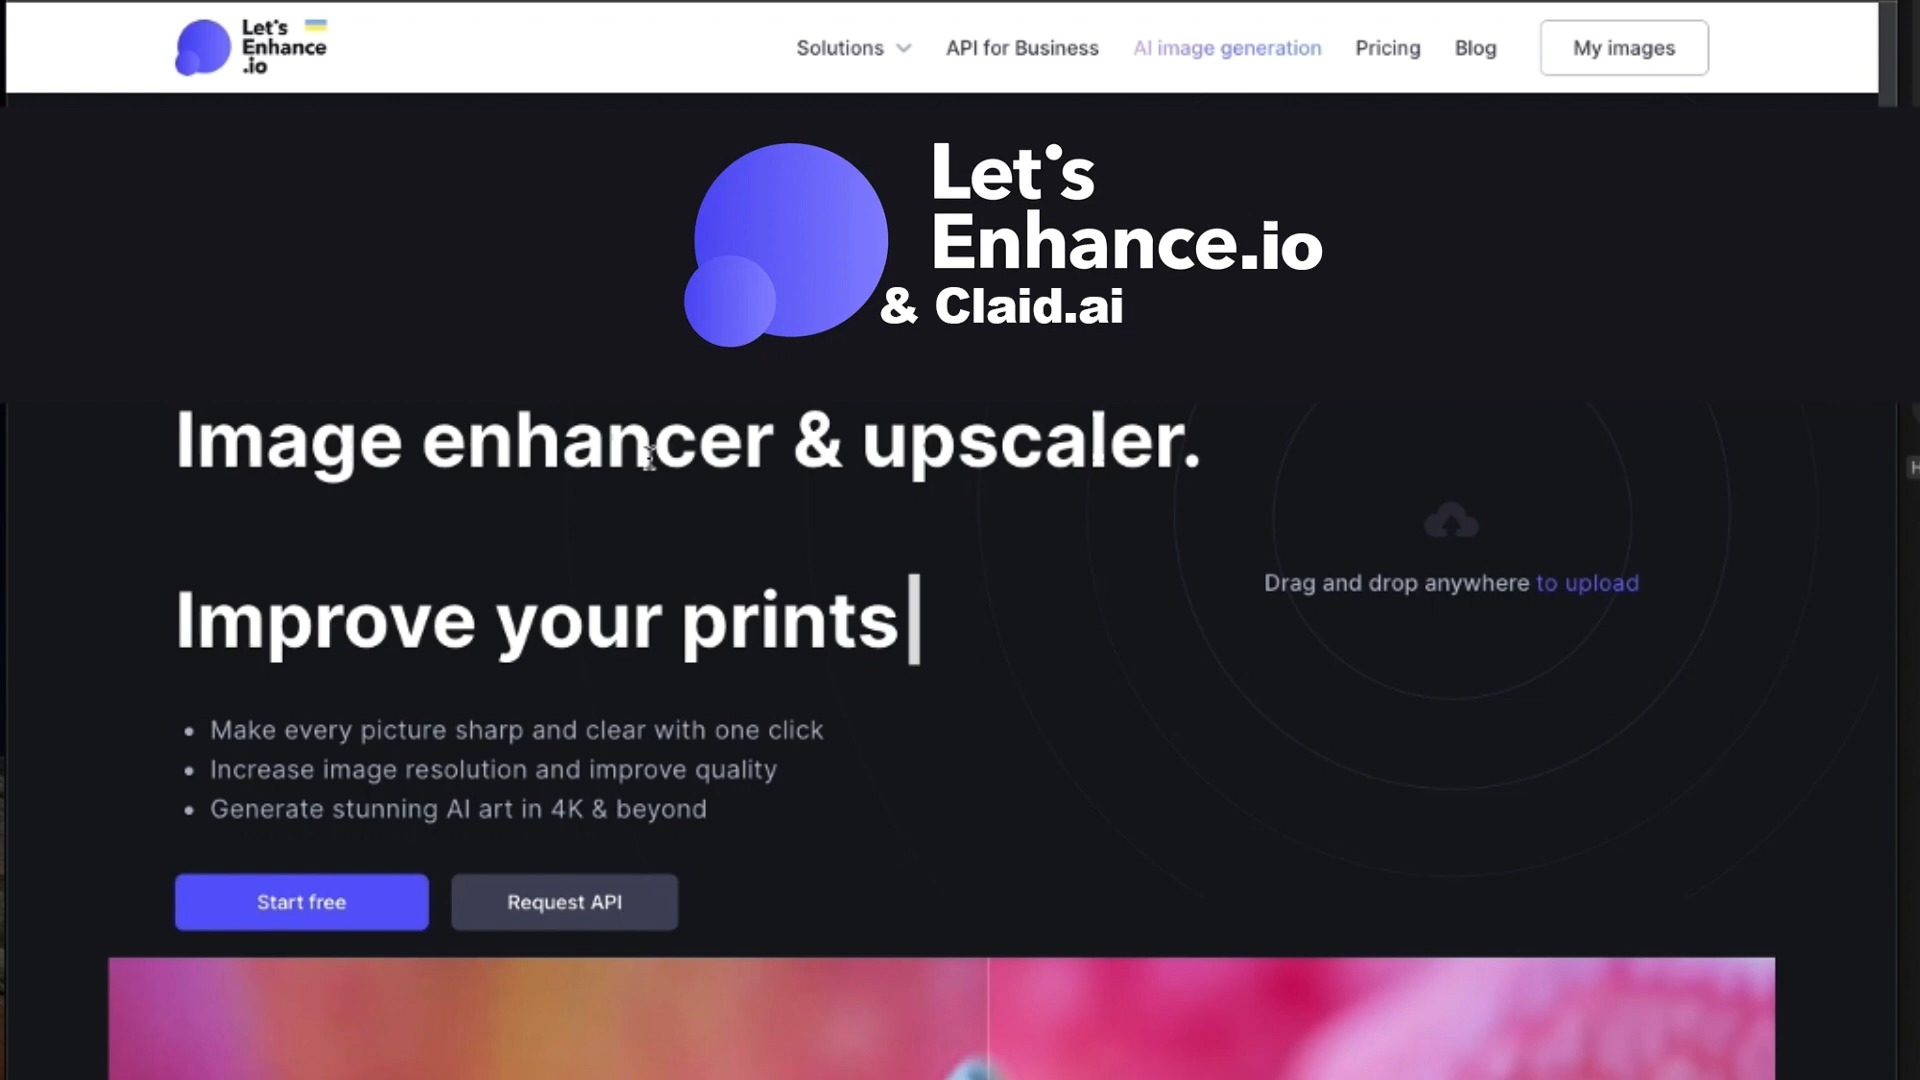 Let's
Enhance
.io
Solutions
API for Business
AI image generation
Pricing
Blog
My images
Let's
Enhance.io
& Claid.ai
Image enhancer & upscaler.
Drag and drop anywhere to upload
Improve your prints
Make every picture sharp and clear with one click
Increase image resolution and improve quality
Generate stunning AI art in 4K & beyond
Start free
Request API